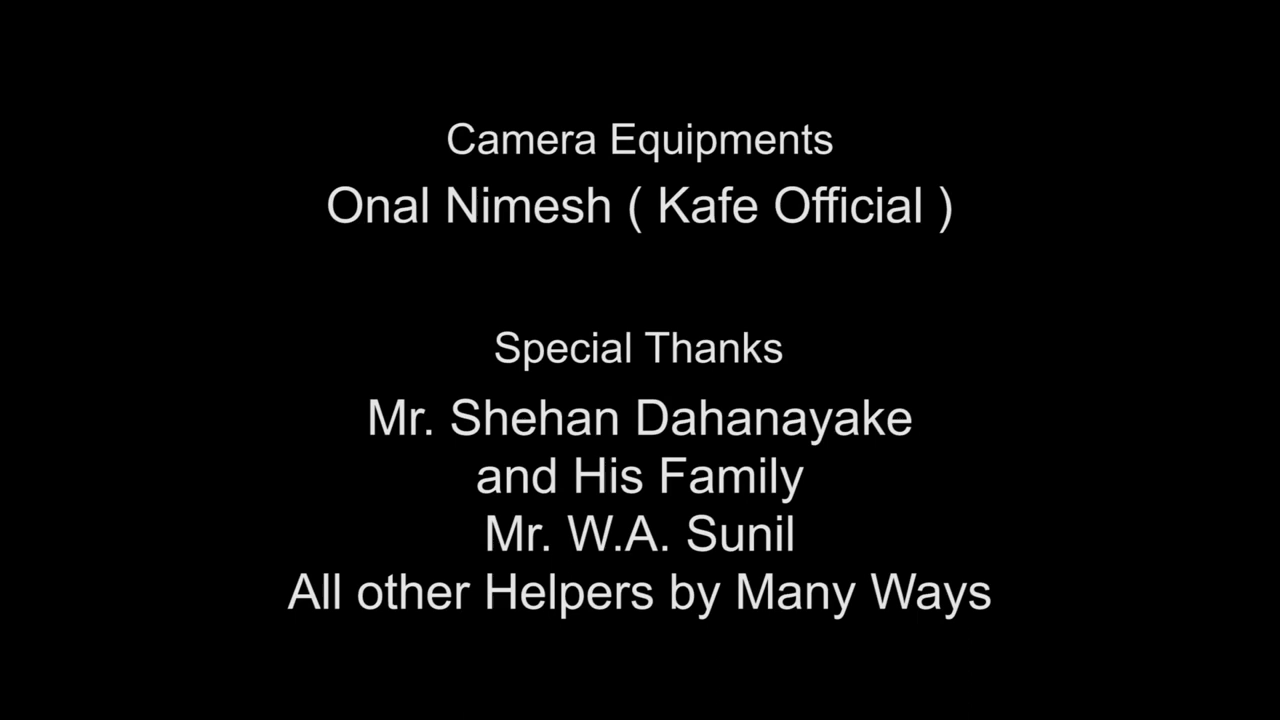 Camera Equipments
Onal Nimesh ( Kafe Official )
Special Thanks
Mr. Shehan Dahanayake
and His Family
Mr. W.A. Sunil
All other Helpers by Many Ways